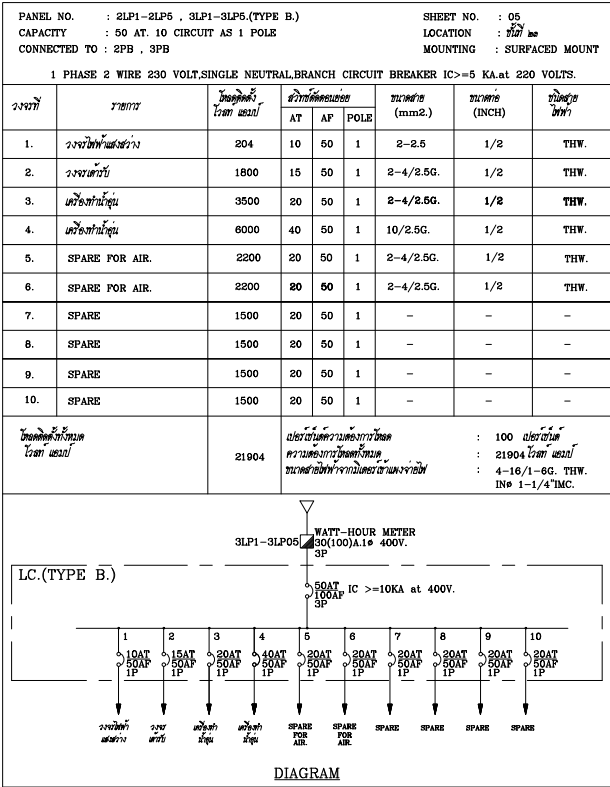 PANEL NO. : 2LP1-2LP5 , 3LP1-3LP5.(TYPE B.) SHEET NO. : 05
CAPACITY : 50 AT. 10 CIRCUIT AS 1 POLE LOCATION : ชั้นที่ ๒๓
CONNECTED TO : 2PB , 3PB MOUNTING : SURFACED MOUNT
1 PHASE 2 WIRE 230 VOLT,SINGLE NEUTRAL,BRANCH CIRCUIT BREAKER IC>=5 KA.at 220 VOLTS.
วงจรที่ รายการ โหลดติดตั้ง สวิทช์ตัดตอนย่อย ขนาดสาย ขนาดท่อ ชนิดสาย
โวลท์ แอมป์ AT AF POLE (mm2.) (INCH) ไฟฟ้า
1. วงจรไฟฟ้าแสงสว่าง 204 10 50 1 2-2.5 1/2 THW.
2. วงจรเต้ารับ 1800 15 50 1 2-4/2.5G. 1/2 THW.
3. เครื่องทำน้ำอุ่น 3500 20 50 1 2-4/2.5G. 1/2 THW.
4. เครื่องทำน้ำอุ่น 6000 40 50 1 10/2.5G. 1/2 THW.
5. SPARE FOR AIR. 2200 20 50 1 2-4/2.5G. 1/2 THW.
6. SPARE FOR AIR. 2200 20 50 1 2-4/2.5G. 1/2 THW.
7. SPARE 1500 20 50 1 - - -
8. SPARE 1500 20 50 1 - - -
9. SPARE 1500 20 50 1 - - -
10. SPARE 1500 20 50 1 - - -
โหลดติดตั้งทั้งหมด
โวลท์ แอมป์
21904
เปอร์เซ็นต์ความต้องการโหลด : 100 เปอร์เซ็นต์
ความต้องการโหลดทั้งหมด : 21904 โวลท์ แอมป์
ขนาดสายไฟฟ้าจากมิเตอร์เข้าแผงจ่ายไฟ : 4-16/1-6G. THW.
INø 1-1/4"IMC.
WATT-HOUR METER
3LP1-3LP05 30(100)A.1ø 400V.
3P
LC.(TYPE B.)
50AT
100AF IC >=10KA at 400V.
3P
1 2 3 4 5 6 7 8 9 10
10AT 15AT 20AT 40AT 20AT 20AT 20AT 20AT 20AT 20AT
50AF 50AF 50AF 50AF 50AF 50AF 50AF 50AF 50AF 50AF
1P 1P 1P 1P 1P 1P 1P 1P 1P 1P
วงจรไฟฟ้า วงจร เครื่องทำ เครื่องทำ SPARE SPARE SPARE SPARE SPARE SPARE
แสงสว่าง เต้ารับ น้ำอุ่น น้ำอุ่น FOR FOR
AIR. AIR.
DIAGRAM